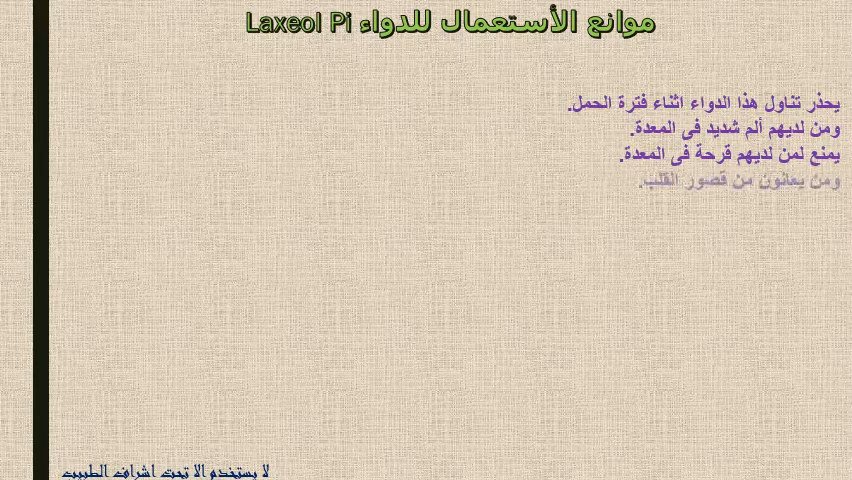 موانع الأستعمال للدواء Laxeol Pi
يحذر تناول هذا الدواء اثناء فترة الحمل.
ومن لديهم ألم شديد فى المعدة.
يمنع لمن لديهم قرحة فى المعدة.
ومن يعانون من قصور القلب.
لا يستخدم الا تحت اشراف الطبيب